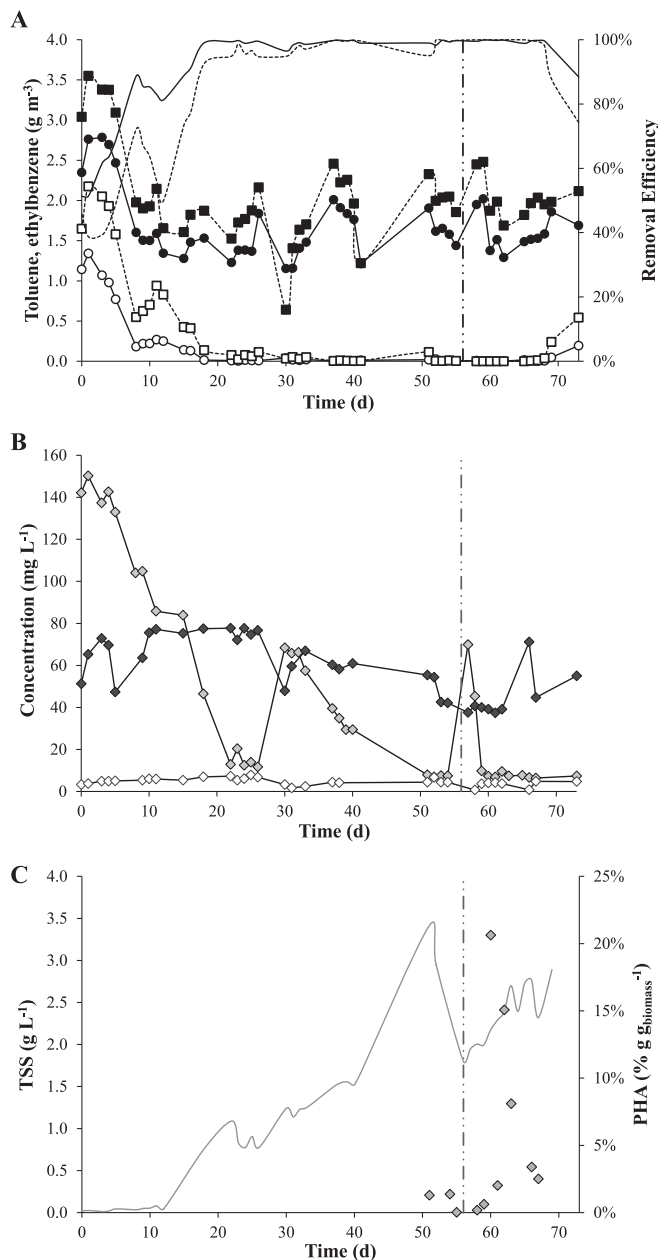 A
Toluene, ethylbenzene (g m-3)
4.0
3.5
3.0
2.5
2.0
1.5
1.0
0.5
0.0
100%
80%
60%
40%
20%
0%
Removal Efficiency
0 10 20 30 40 50 60 70
Time (d)
B
Concentration (mg L-1)
160
140
120
100
80
60
40
20
0
0 10 20 30 40 50 60 70
Time (d)
C
TSS (g L-1)
4.0
3.5
3.0
2.5
2.0
1.5
1.0
0.5
0.0
25%
20%
15%
10%
5%
0%
PHA (% g gbiomass-1)
0 10 20 30 40 50 60 70
Time (d)